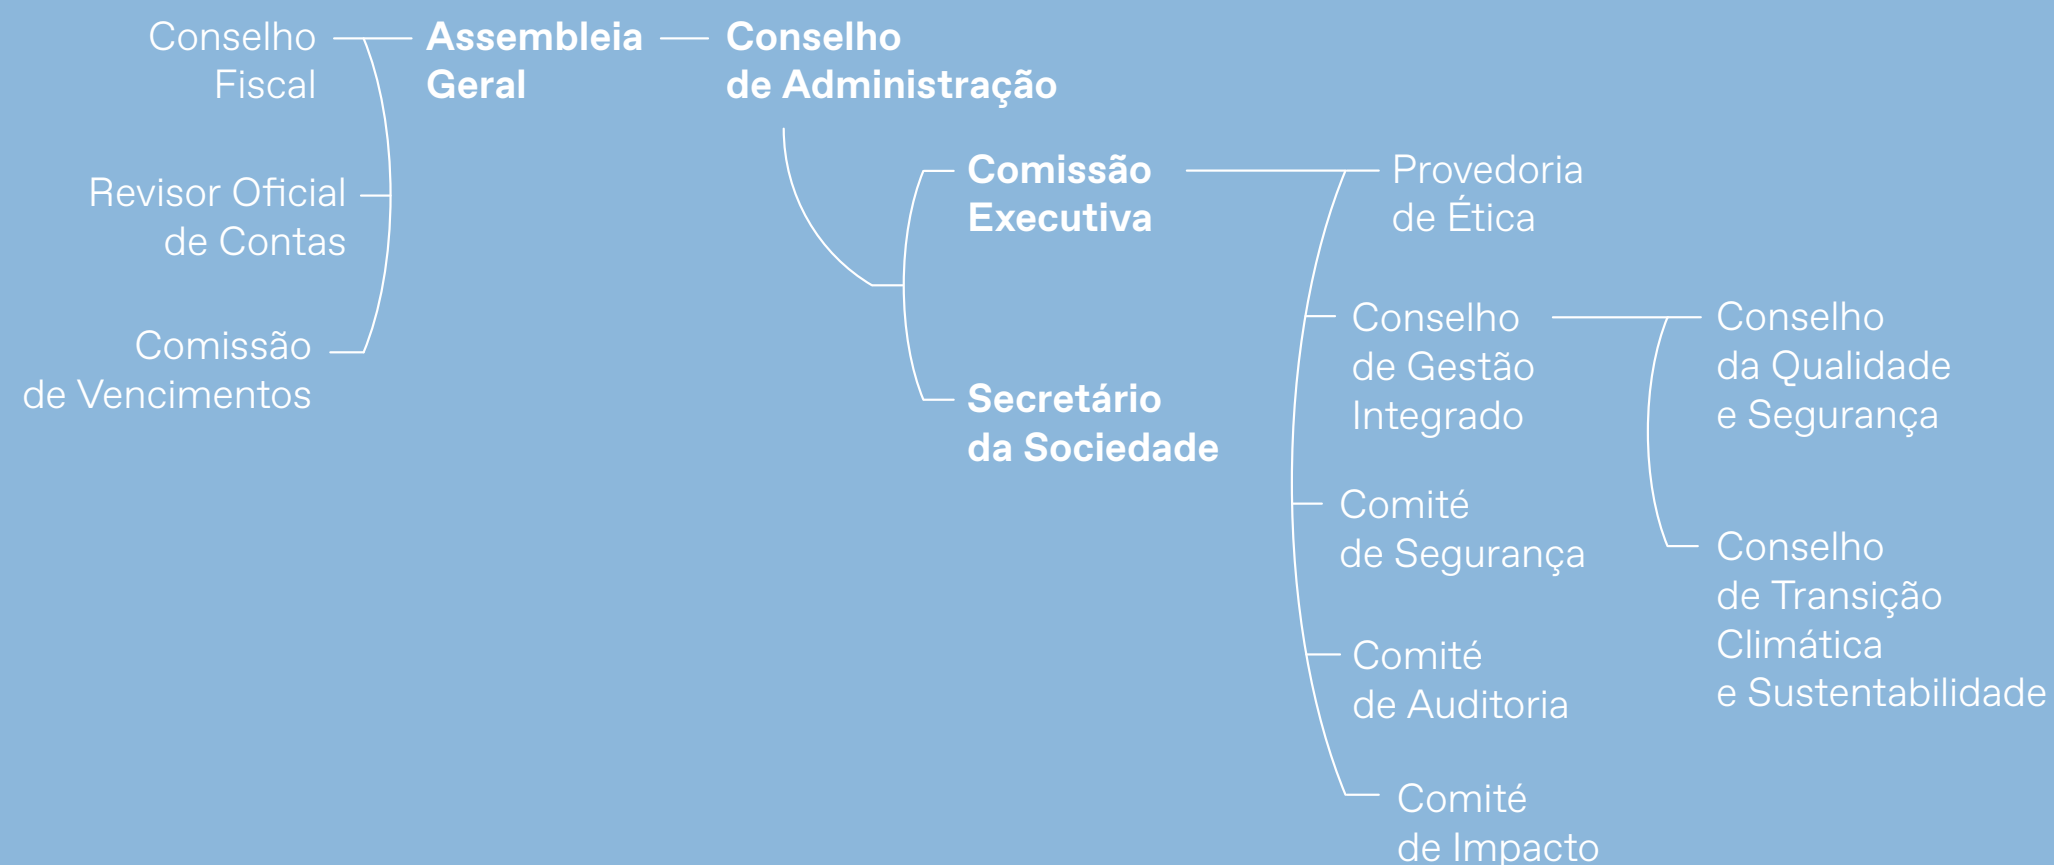 Conselho
Fiscal
Assembleia
Geral
Conselho
de Administração
Revisor Oficial
de Contas
Comissão
de Vencimentos
Comissão
Executiva
Secretário
da Sociedade
Provedoria
de Ética
Conselho
de Gestão
Integrado
Comité
de Segurança
Comité
de Auditoria
Comité
de Impacto
Conselho
da Qualidade
e Segurança
Conselho
de Transição
Climática
e Sustentabilidade